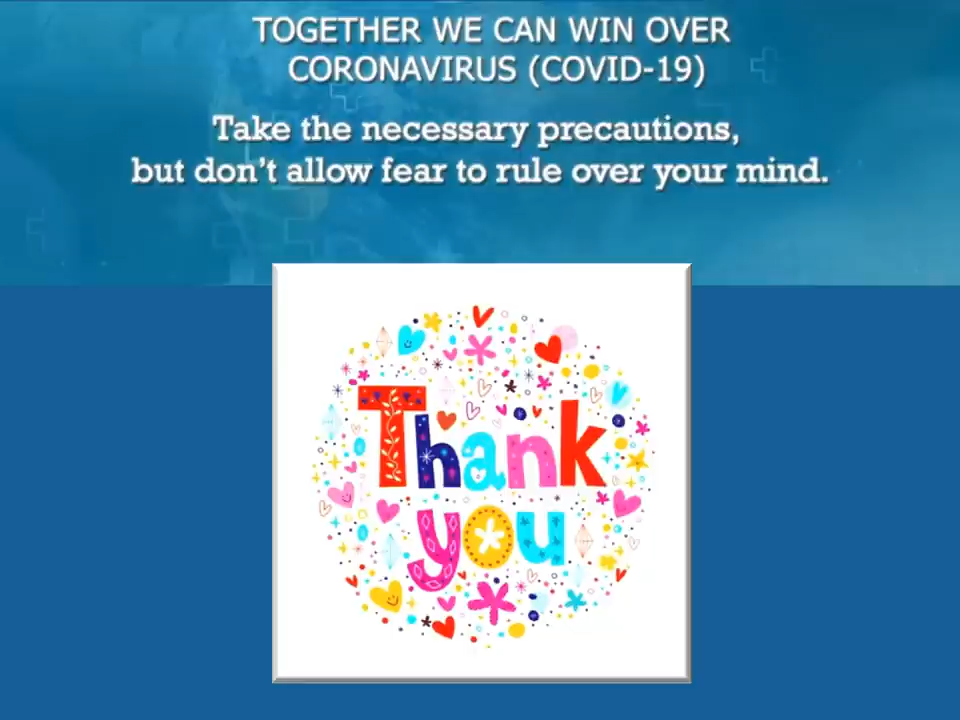 TOGETHER WE CAN WIN OVER
CORONAVIRUS (COVID-19)
Take the necessary precautions,
but don't allow fear to rule over your mind.
Thank
you